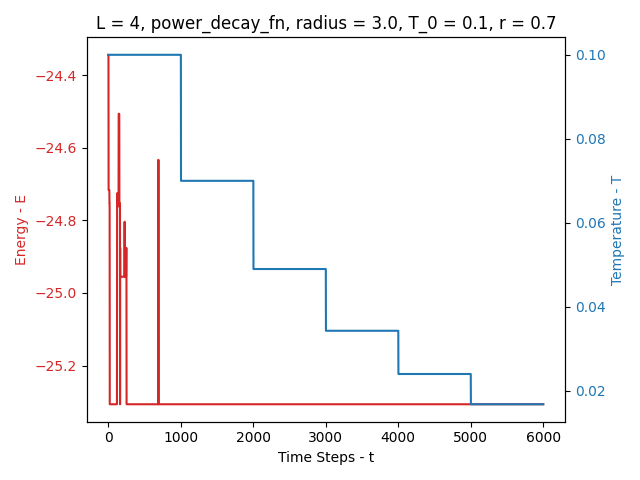 L = 4, power_decay_fn, radius = 3.0, T_0 = 0.1, r = 0.7
Energy - E
−24.4
−24.6
−24.8
−25.0
−25.2
0.10
0.08
0.06
0.04
0.02
Temperature - T
0 1000 2000 3000 4000 5000 6000
Time Steps - t